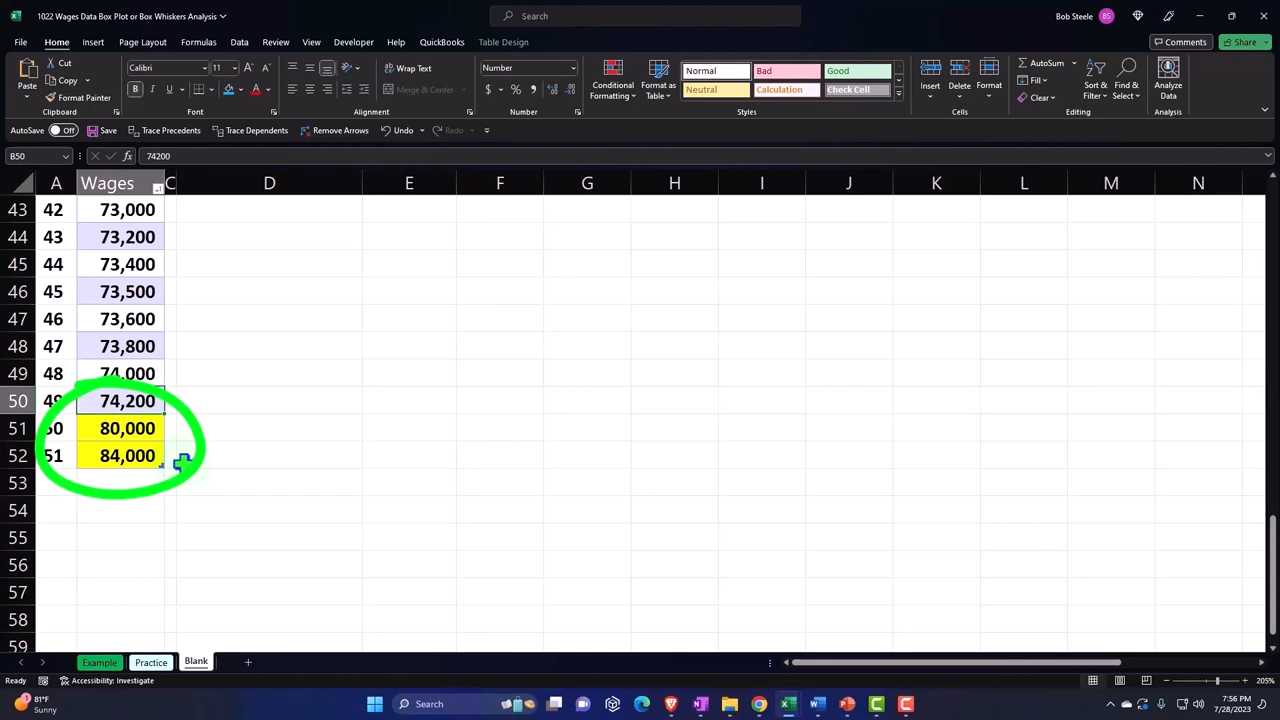 1022 Wages Data Box Plot or Box Whiskers Analysis
Search
Bob Steele BS
File Home Insert Page Layout Formulas Data Review View Developer Help QuickBooks Table Design Comments Share
Paste Cut Copy Format Painter Clipboard
Calibri 11 B I U A Font
Wrap Text Merge & Center Alignment
Number $ % Number
Conditional Formatting Format as Table Normal Bad Good Neutral Calculation Check Cell Styles
Insert Delete Format Cells
AutoSum Fill Clear Sort & Filter Find & Select Editing
Analyze Data Analysis
AutoSave Off Save Trace Precedents Trace Dependents Remove Arrows Undo Redo
B50 fx 74200
A Wages C D E F G H I J K L M N
43 42 73,000
44 43 73,200
45 44 73,400
46 45 73,500
47 46 73,600
48 47 73,800
49 48 74,000
50 49 74,200
51 50 80,000
52 51 84,000
53
54
55
56
57
58
59
Example Practice Blank
Ready Accessibility: Investigate 205%
81°F
Sunny
Search
7:56 PM
7/28/2023